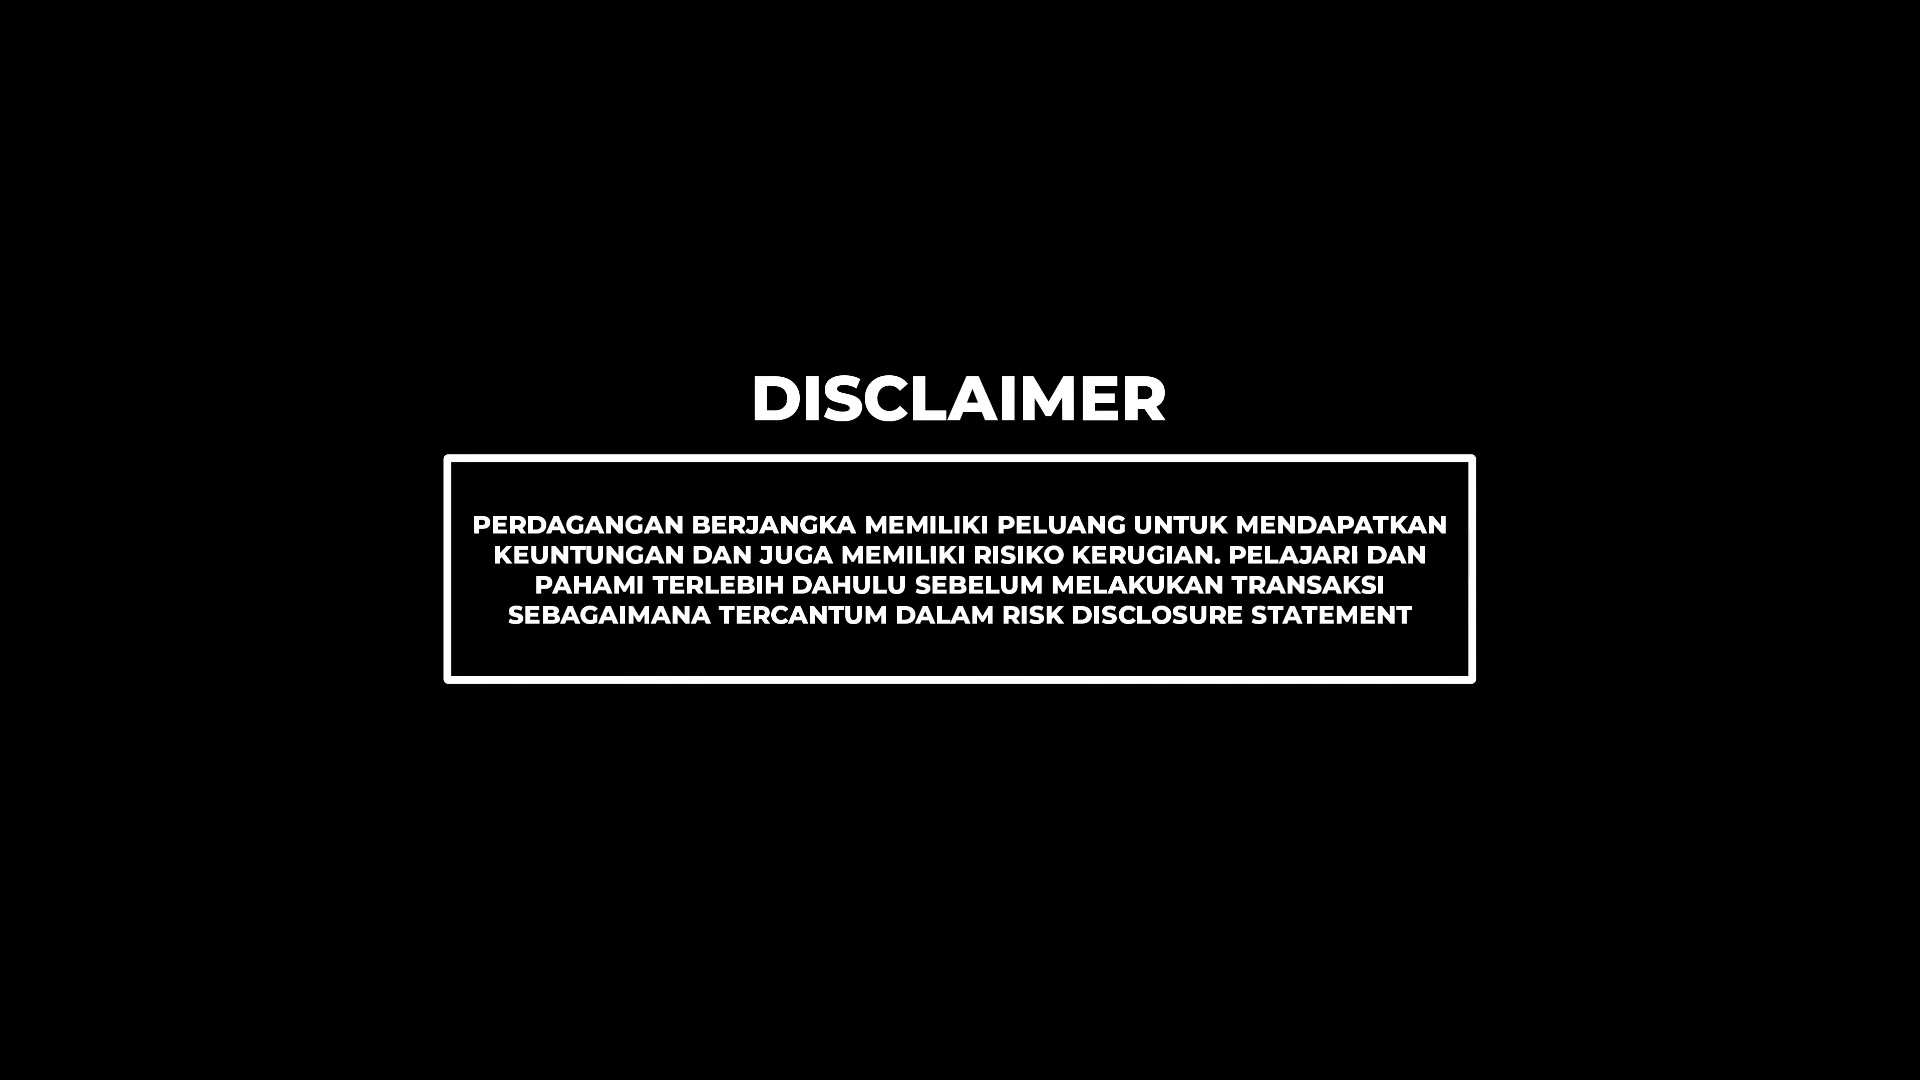 DISCLAIMER
PERDAGANGAN BERJANGKA MEMILIKI PELUANG UNTUK MENDAPATKAN
KEUNTUNGAN DAN JUGA MEMILIKI RISIKO KERUGIAN. PELAJARI DAN
PAHAMI TERLEBIH DAHULU SEBELUM MELAKUKAN TRANSAKSI
SEBAGAIMANA TERCANTUM DALAM RISK DISCLOSURE STATEMENT